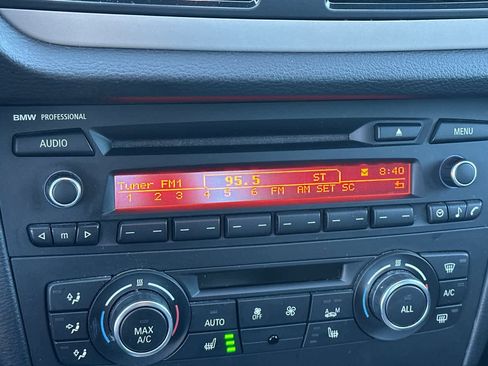 BMW PROFESSIONAL
AUDIO
MENU
Tuner FM1 95.5 ST 8:40
1 2 3 4 5 6 FM AM SET SC
m
MAX A/C
AUTO
OFF
A M
ALL
A/C